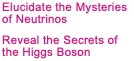 Elucidate the Mysteries
of Neutrinos
Reveal the Secrets of
the Higgs Boson